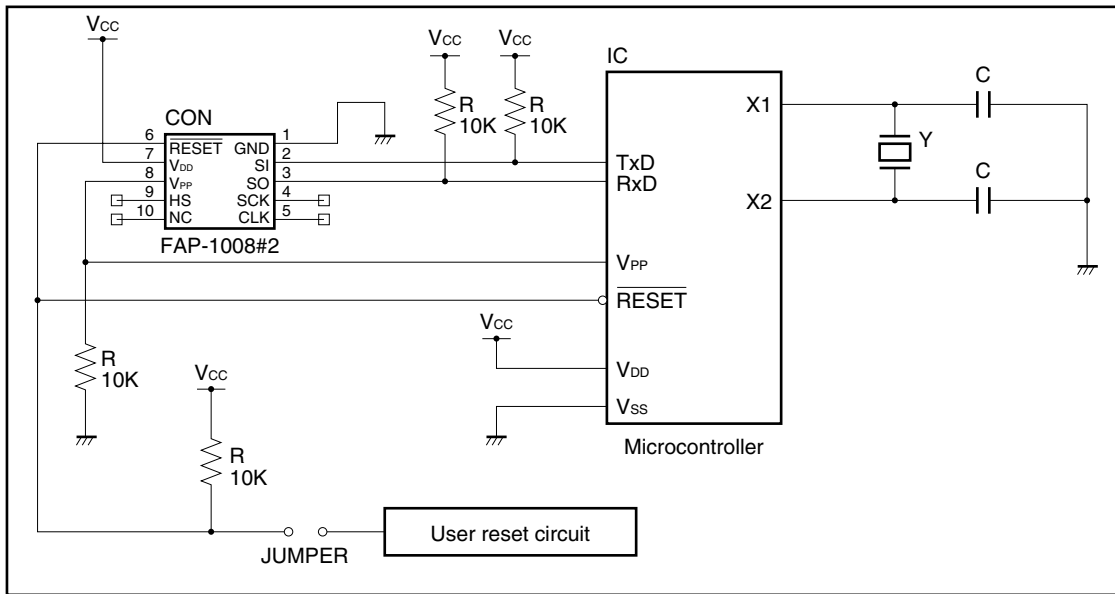 VCC
VCC
VCC
IC
CON
R
10K
R
10K
X1
C
Y
X2
C
6
7
8
9
10
RESET
VDD
VPP
HS
NC
GND
SI
SO
SCK
CLK
1
2
3
4
5
FAP-1008#2
TxD
RxD
VPP
RESET
VCC
VDD
VSS
Microcontroller
R
10K
VCC
R
10K
JUMPER
User reset circuit